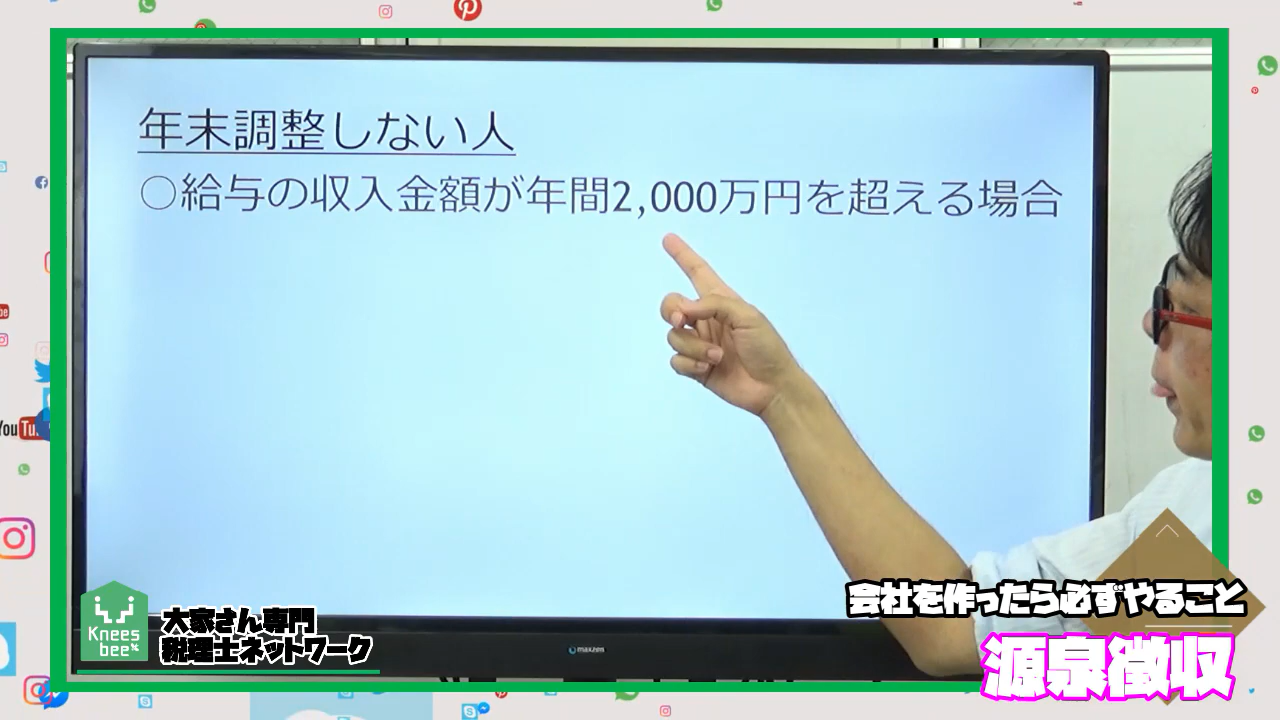 年末調整しない人
○給与の収入金額が年間2,000万円を超える場合
You Tu
Knees
bee
大家さん専門
税理士ネットワーク
maxzen
会社を作ったら必ずやること
源泉徴収